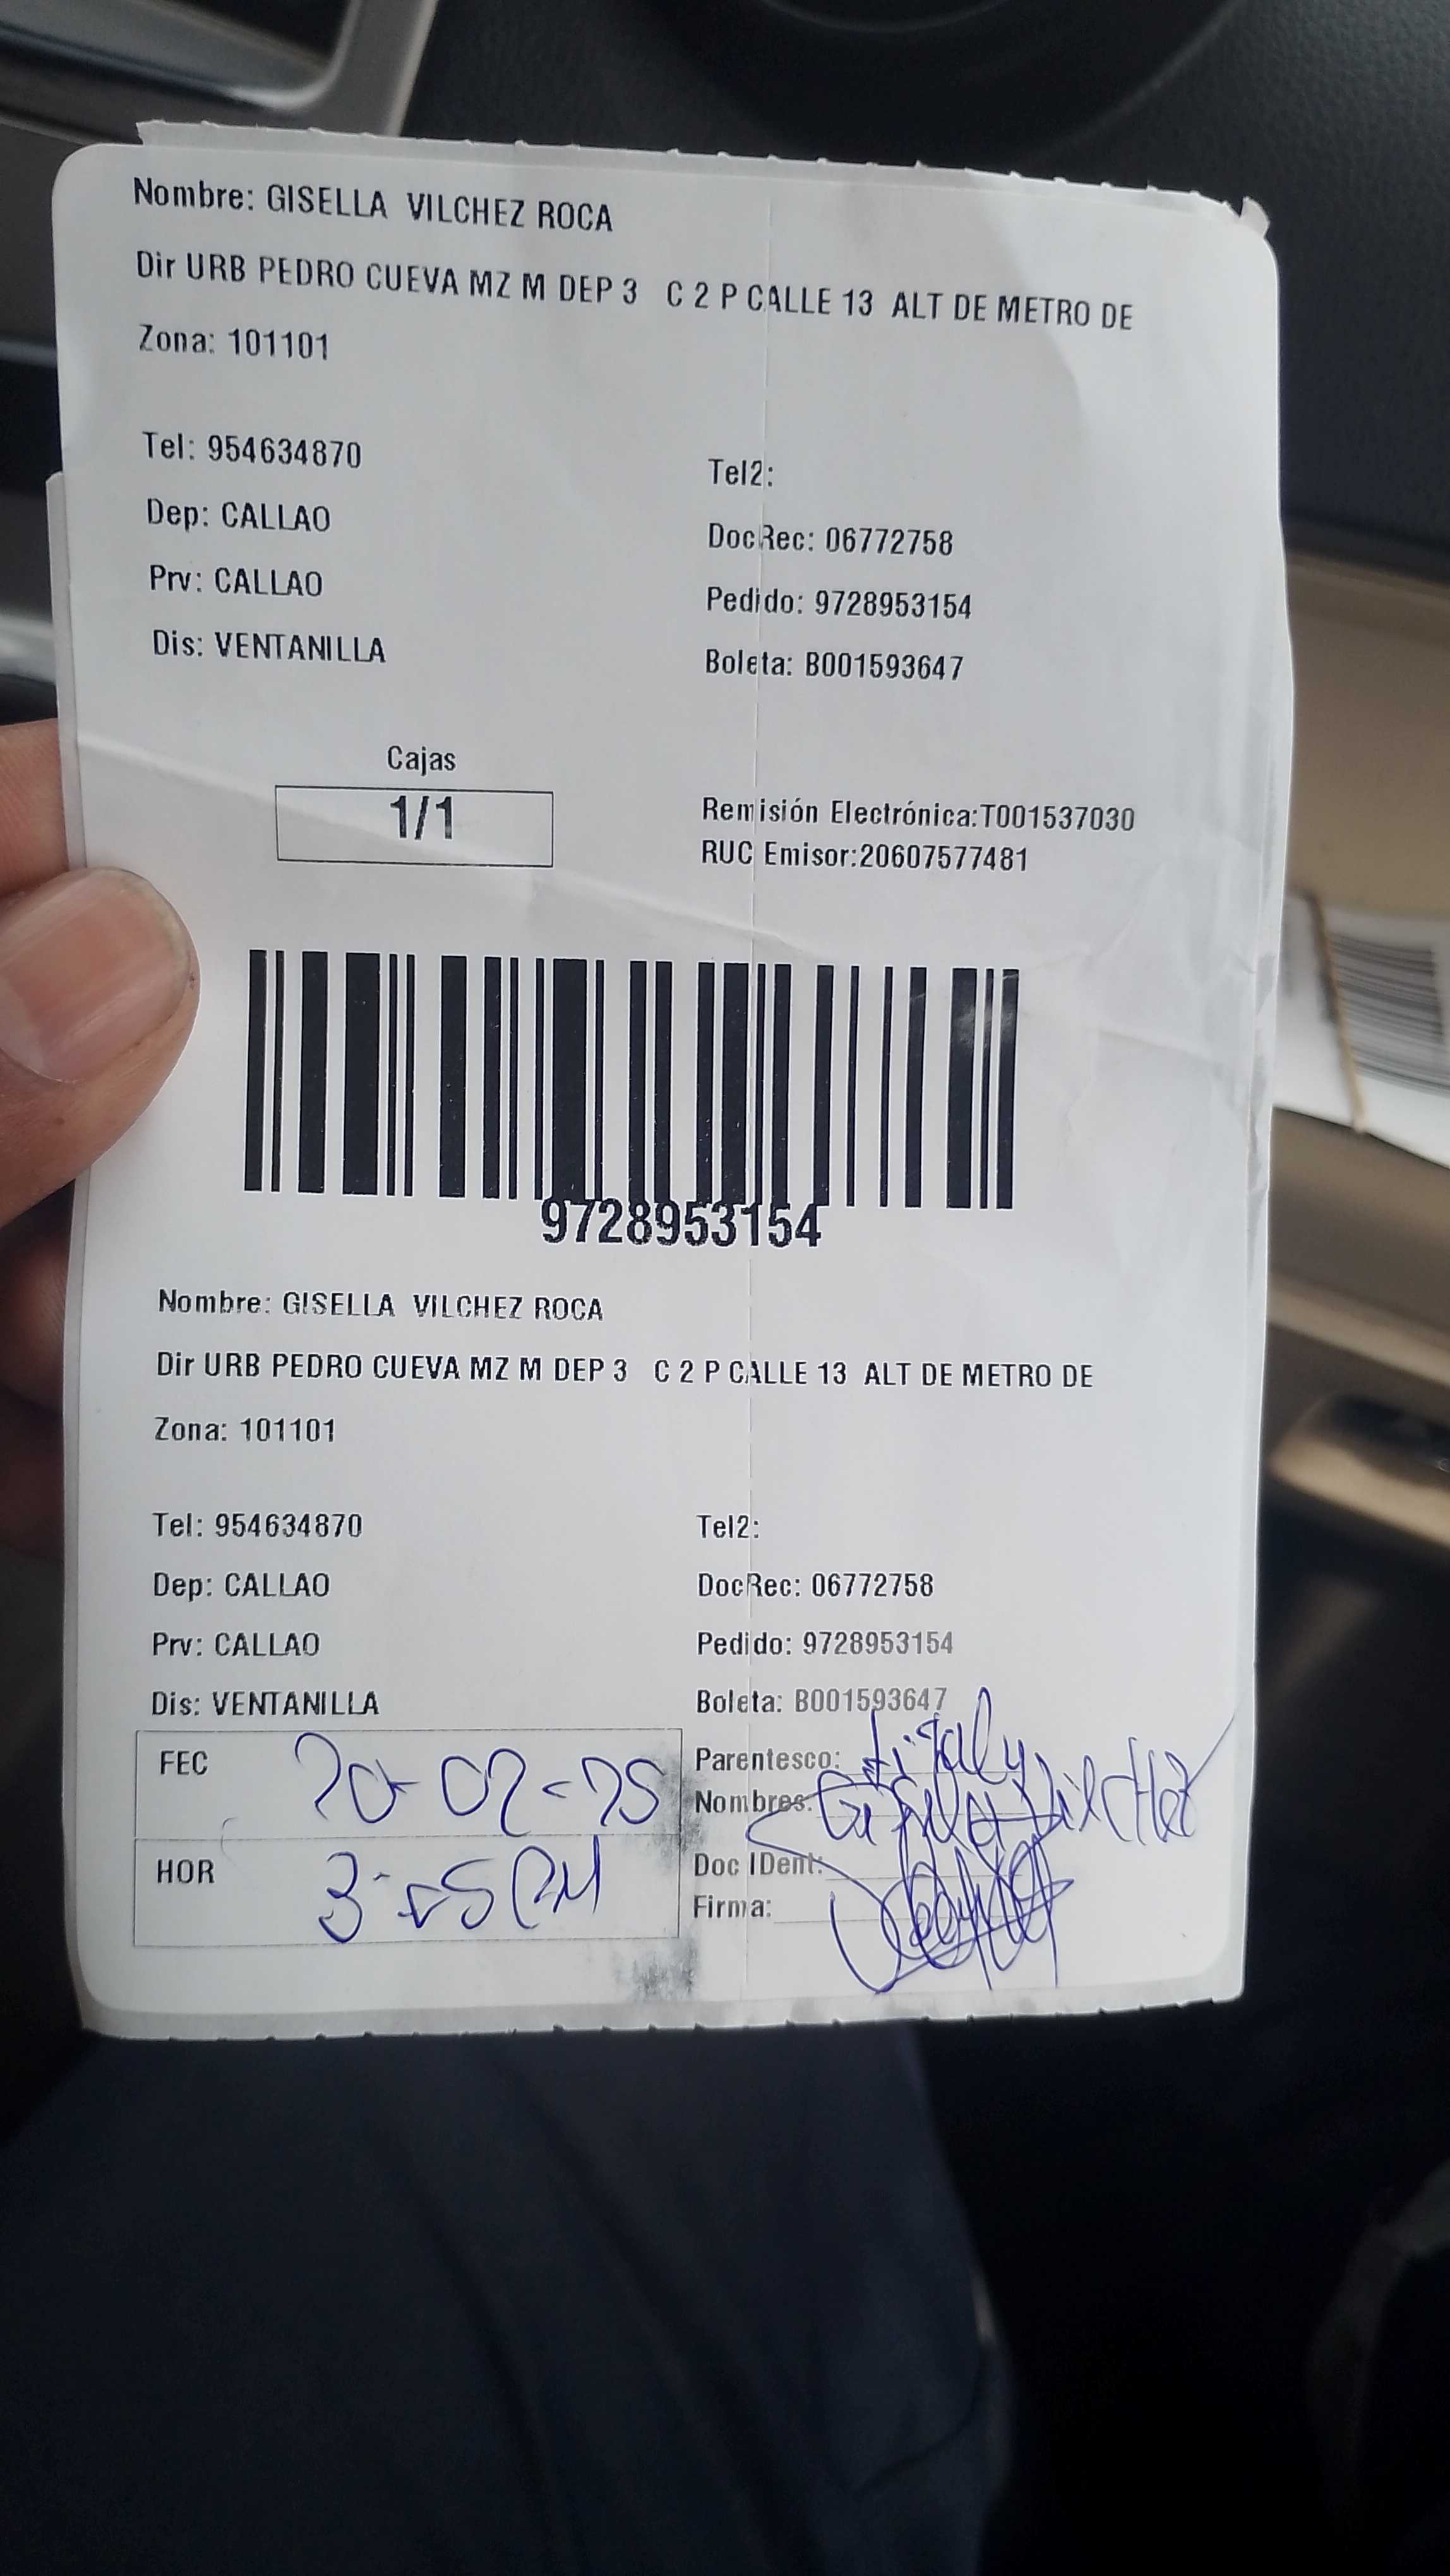 Nombre: GISELLA VILCHEZ ROCA
Dir URB PEDRO CUEVA MZ M DEP 3 C 2 P CALLE 13 ALT DE METRO DE
Zona: 101101
Tel: 954634870 Tel2:
Dep: CALLAO DocRec: 06772758
Prv: CALLAO Pedido: 9728953154
Dis: VENTANILLA Boleta: B001593647
Cajas
1/1
Remisión Electrónica:T001537030
RUC Emisor:20607577481
9728953154
Nombre: GISELLA VILCHEZ ROCA
Dir URB PEDRO CUEVA MZ M DEP 3 C 2 P CALLE 13 ALT DE METRO DE
Zona: 101101
Tel: 954634870 Tel2:
Dep: CALLAO DocRec: 06772758
Prv: CALLAO Pedido: 9728953154
Dis: VENTANILLA Boleta: B001593647
FEC 20-02-25
Parentesco:
Nombres: Gisela Vilchez
HOR
Doc IDent:
Firma: